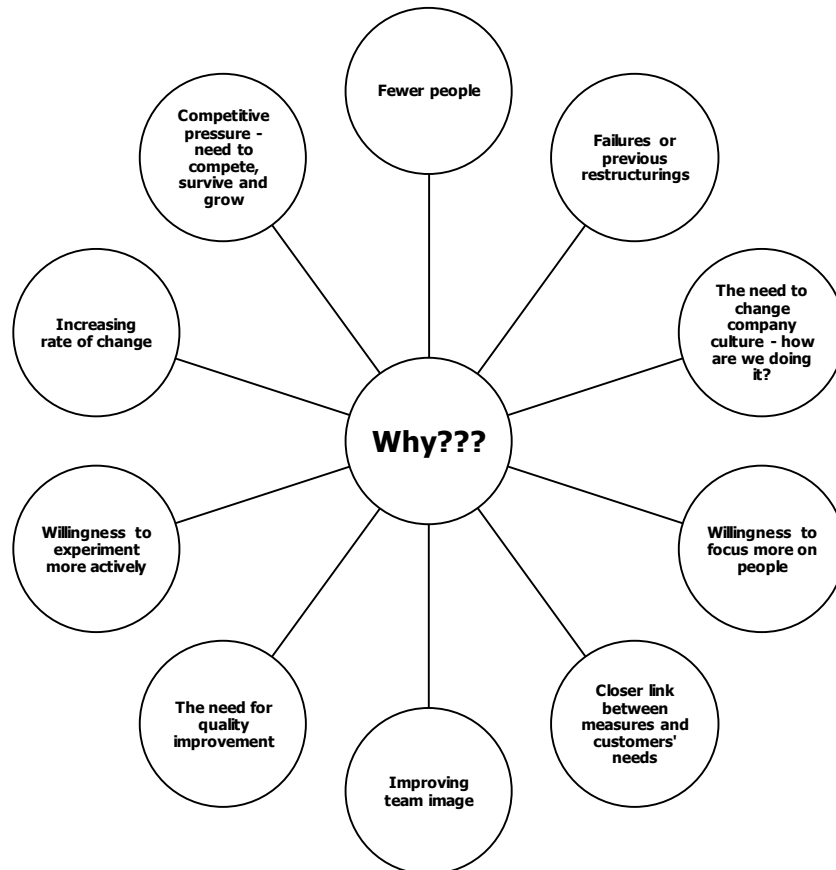 Fewer people
Competitive
pressure -
need to
compete,
survive and
grow
Failures or
previous
restructurings
Increasing
rate of change
The need to
change
company
culture - how
are we doing
it?
Why???
Willingness to
experiment
more actively
Willingness to
focus more on
people
The need for
quality
improvement
Closer link
between
measures and
customers'
needs
Improving
team image